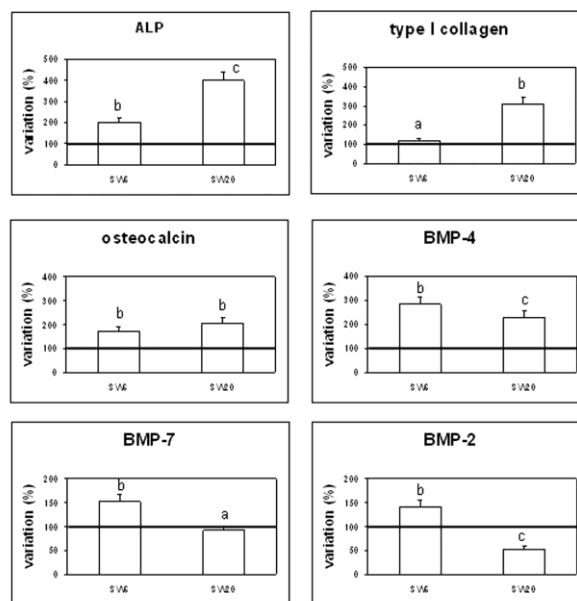 ALP
variation (%)
500
400
300
200
100
0
b
c
SW6
SW20
type I collagen
variation (%)
500
400
300
200
100
0
a
b
SW6
SW20
osteocalcin
variation (%)
400
300
200
100
0
b
b
SW6
SW20
BMP-4
variation (%)
400
300
200
100
0
b
c
SW6
SW20
BMP-7
variation (%)
200
150
100
50
0
b
a
SW6
SW20
BMP-2
variation (%)
200
150
100
50
0
b
c
SW6
SW20